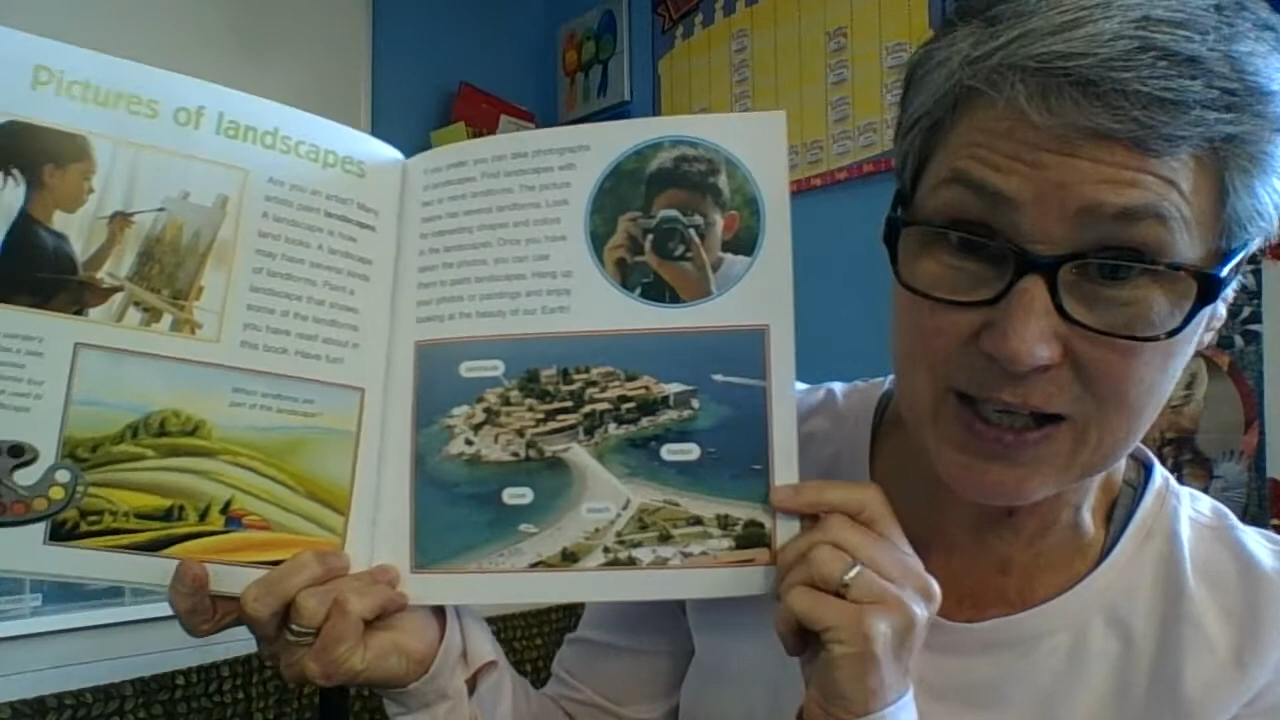 Pictures of landscapes
Are you an artist? Many
artists paint landscapes.
A landscape is how
land looks. A landscape
may have several kinds
of landforms. Paint a
landscape that shows
some of the landforms
you have read about in
this book. Have fun!
When landforms are
part of this landscape?
If you prefer, you can take photographs
of landscapes. Find landscapes with
two or more landforms. The picture
below has several landforms. Look
for interesting shapes and colors
in the landscapes. Once you have
taken the photos, you can use
them to paint landscapes. Hang up
your photos or paintings and enjoy
looking at the beauty of our Earth!
peninsula
harbor
cove
beach